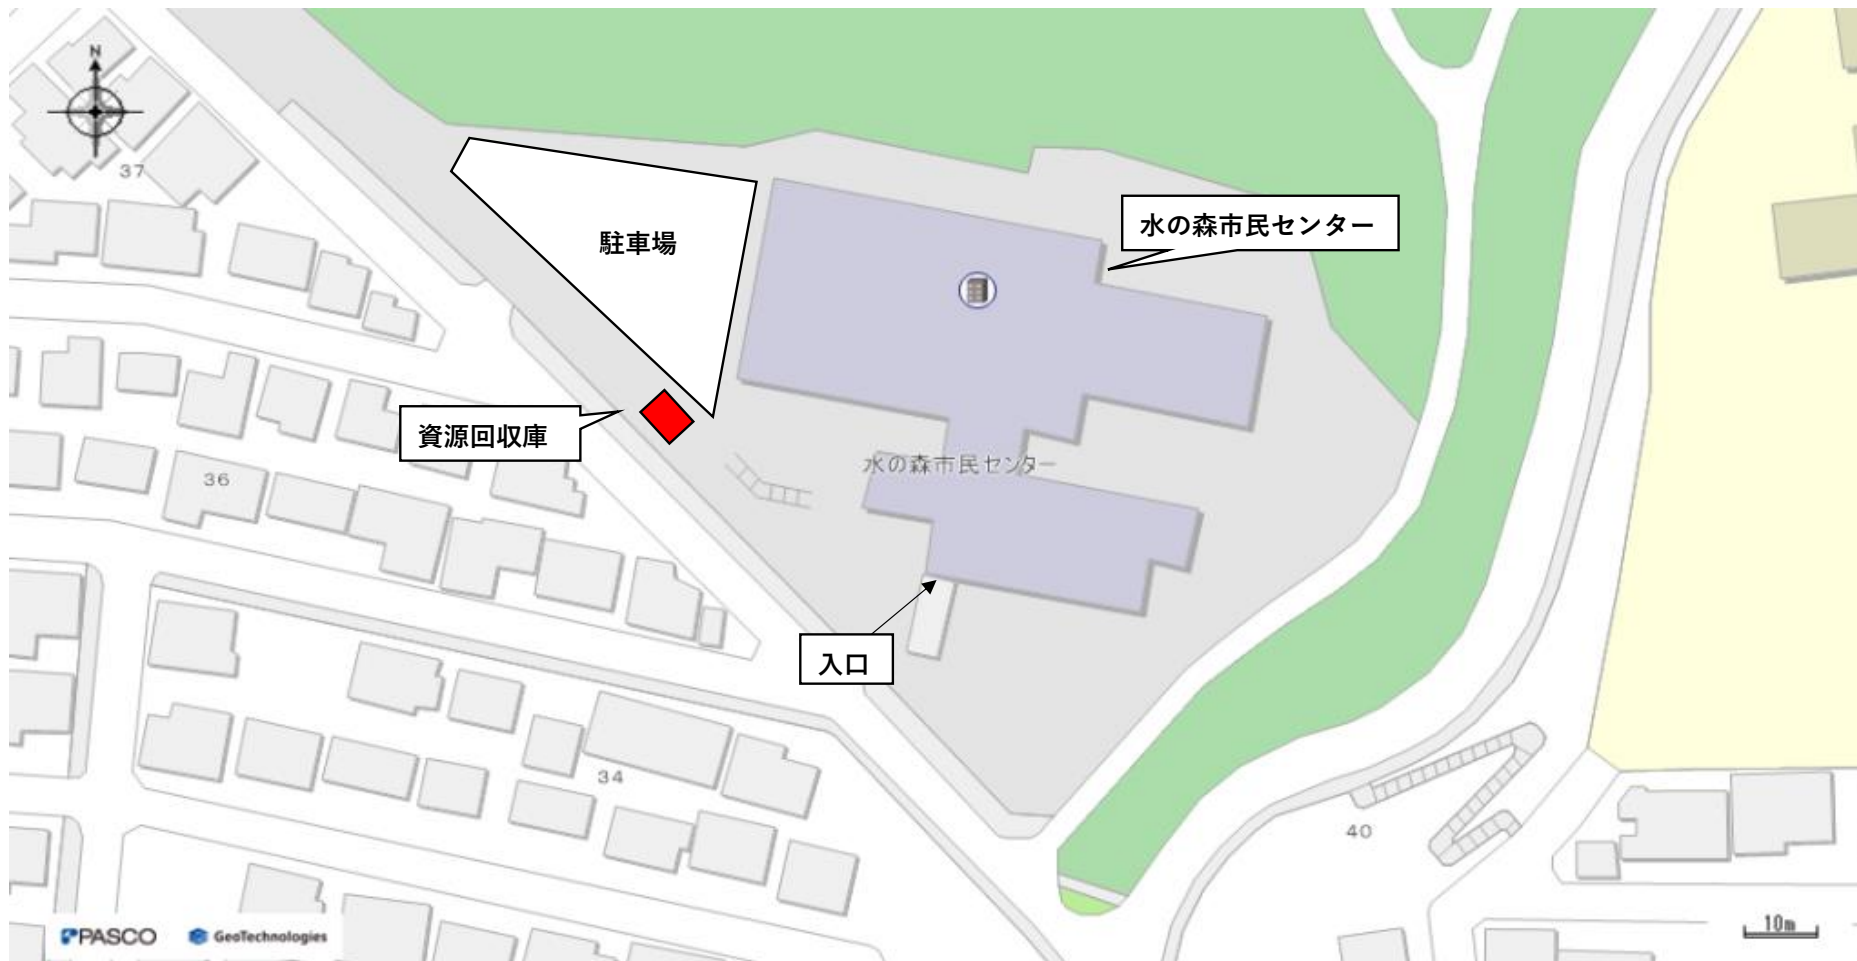 N
37
駐車場
水の森市民センター
資源回収庫
水の森市民センター
36
入口
34
40
PASCO
GeoTechnologies
10m